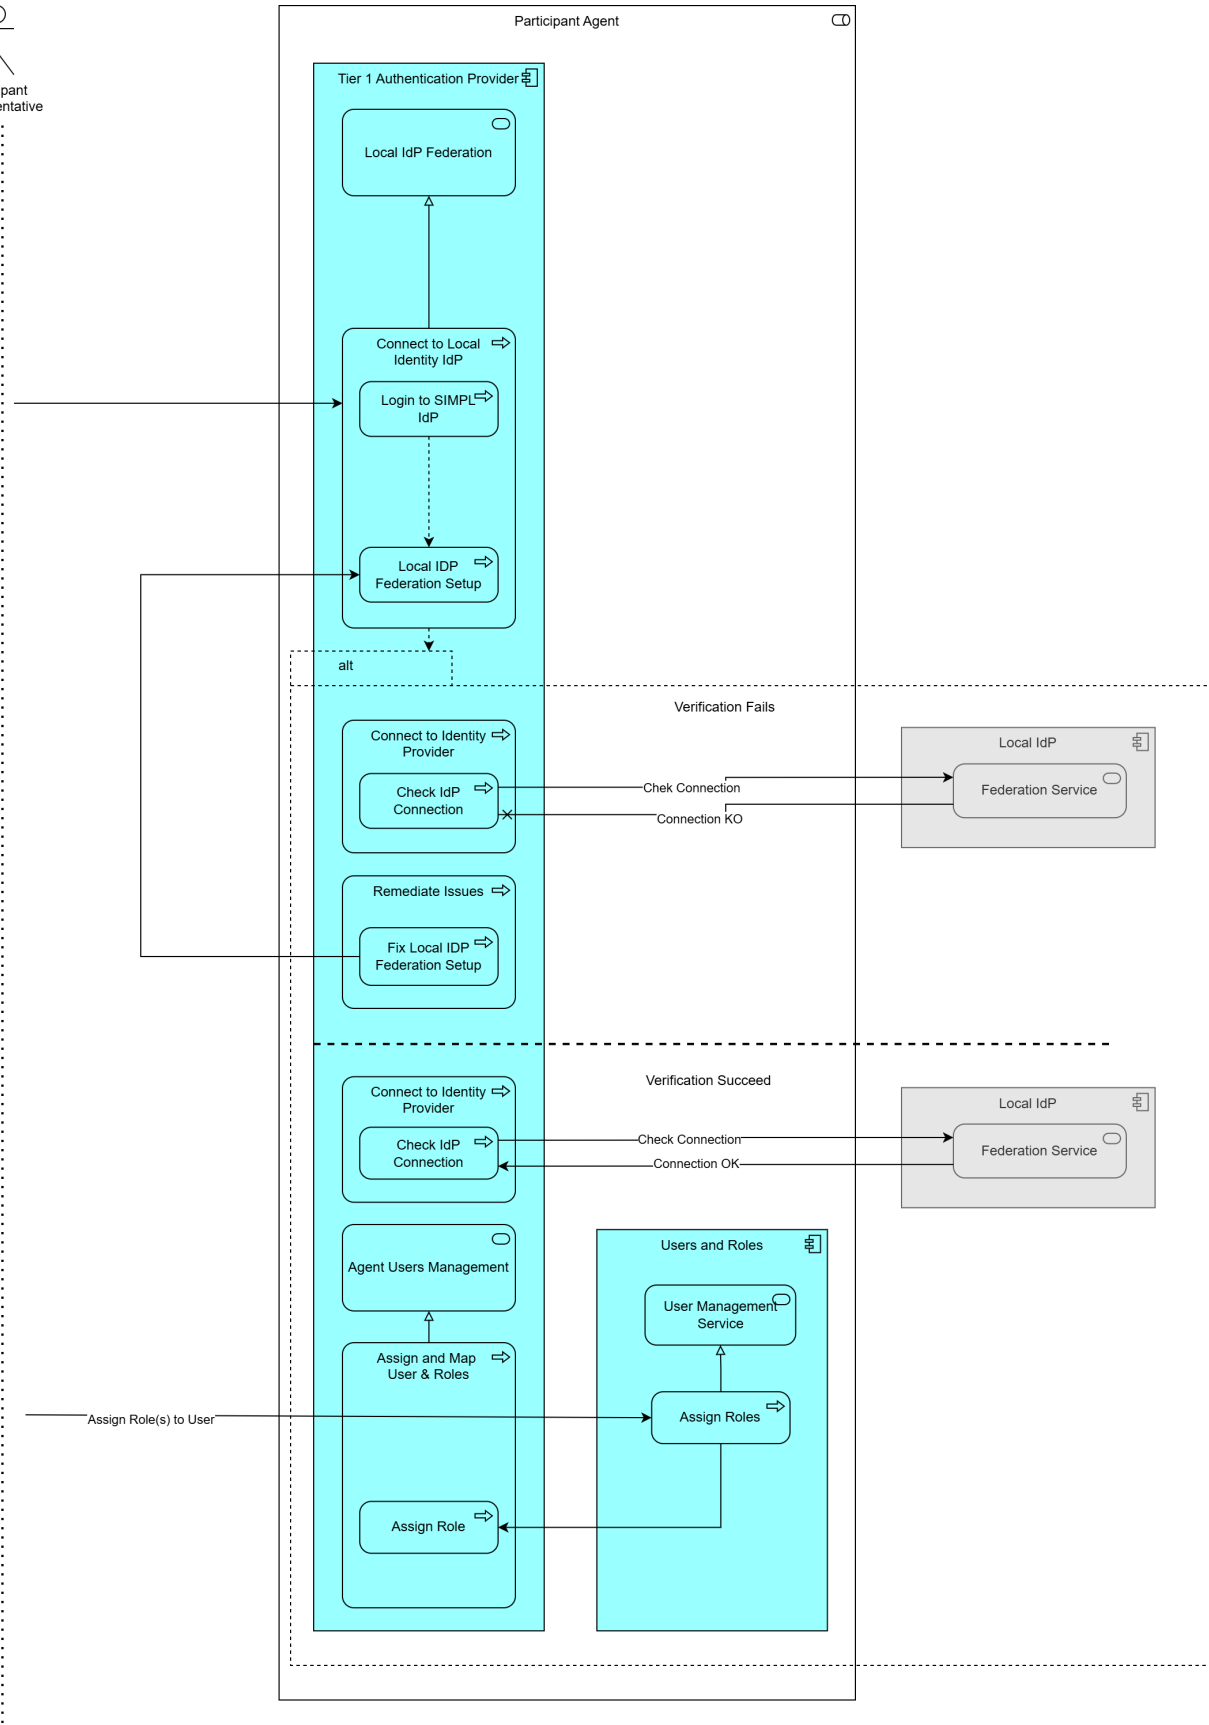 Participant Agent
Tier 1 Authentication Provider
pant
entative
Local IdP Federation
Connect to Local
Identity IdP
Login to SIMPL
IdP
Local IDP
Federation Setup
alt
Verification Fails
Connect to Identity
Provider
Check IdP
Connection
Chek Connection
Connection KO
Local IdP
Federation Service
Remediate Issues
Fix Local IDP
Federation Setup
Verification Succeed
Connect to Identity
Provider
Check IdP
Connection
Check Connection
Connection OK
Local IdP
Federation Service
Agent Users Management
Users and Roles
User Management
Service
Assign and Map
User & Roles
Assign Role(s) to User
Assign Roles
Assign Role